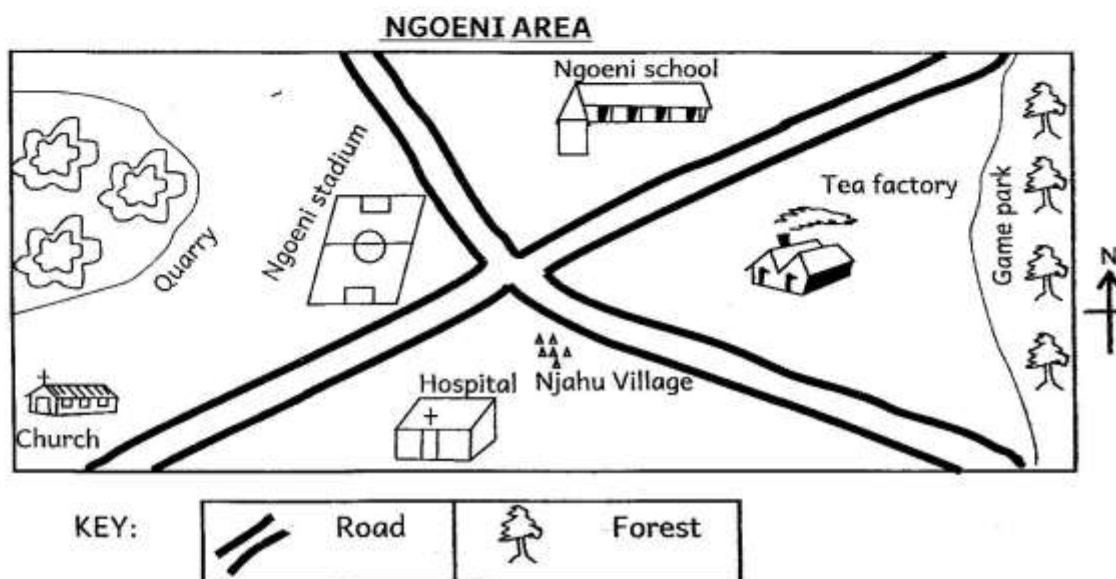 NGOENI AREA
Ngoeni school
Ngoeni stadium
Tea factory
Game park
Quarry
N
Hospital
Njahu Village
Church
KEY:
Road
Forest